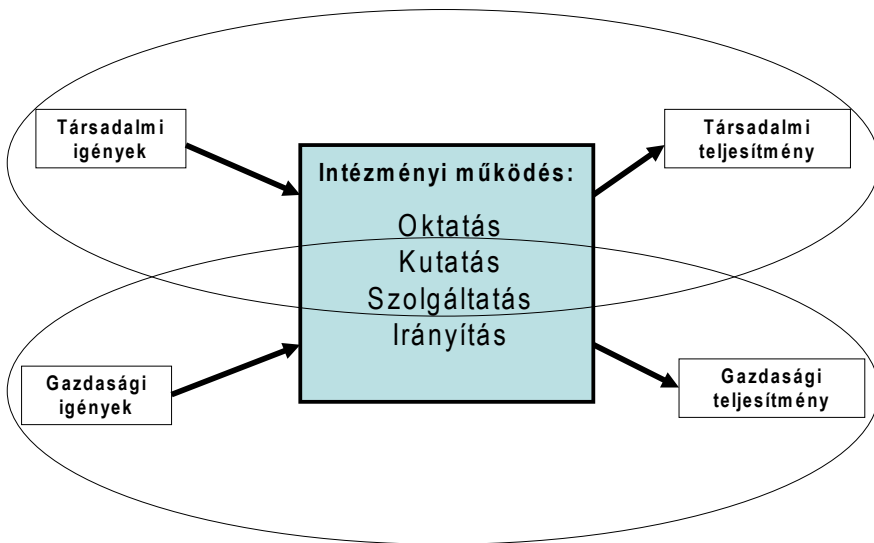 Társadalmi
igények
Társadalmi
teljesítmény
Intézményi működés:
Oktatás
Kutatás
Szolgáltatás
Irányítás
Gazdasági
igények
Gazdasági
teljesítmény